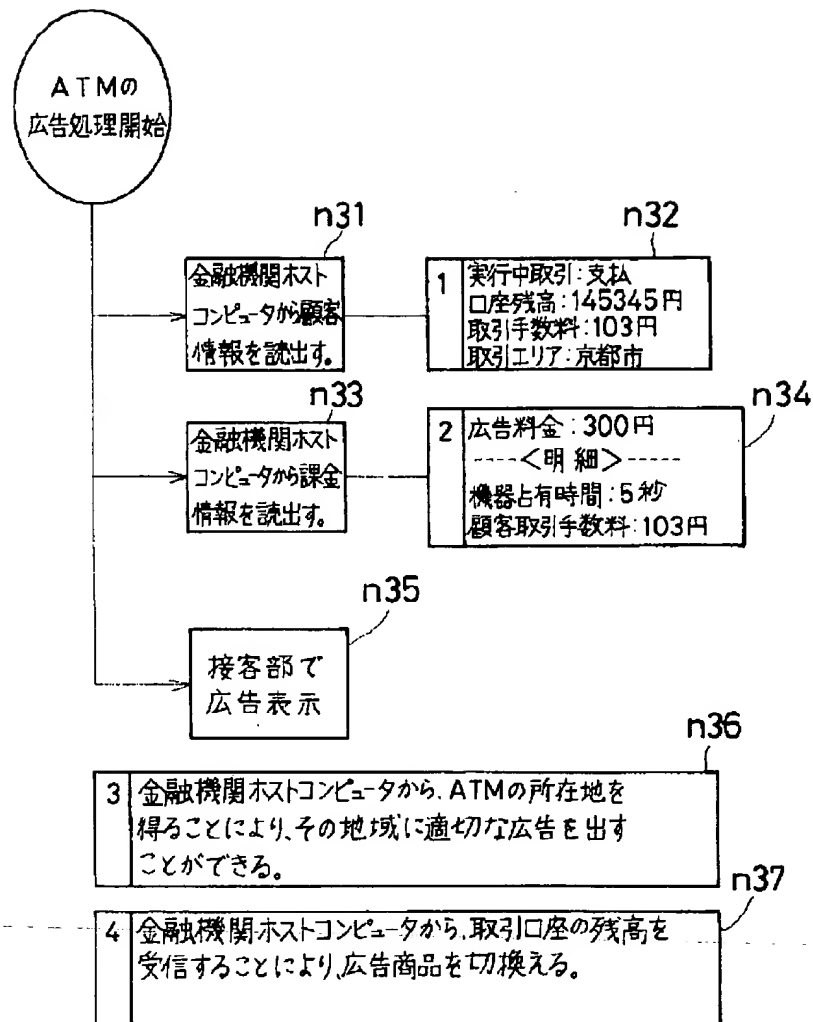 ATMの
広告処理開始
n31
金融機関ホスト
コンピュータから顧客
情報を読出す。
n32
1 実行中取引:支払
口座残高:145345円
取引手数料:103円
取引エリア:京都市
n33
金融機関ホスト
コンピュータから課金
情報を読出す。
n34
2 広告料金:300円
-----<明細>-----
機器占有時間:5秒
顧客取引手数料:103円
n35
接客部で
広告表示
n36
3 金融機関ホストコンピュータから、ATMの所在地を
得ることにより、その地域に適切な広告を出す
ことができる。
n37
4 金融機関ホストコンピュータから、取引口座の残高を
受信することにより、広告商品を切換える。